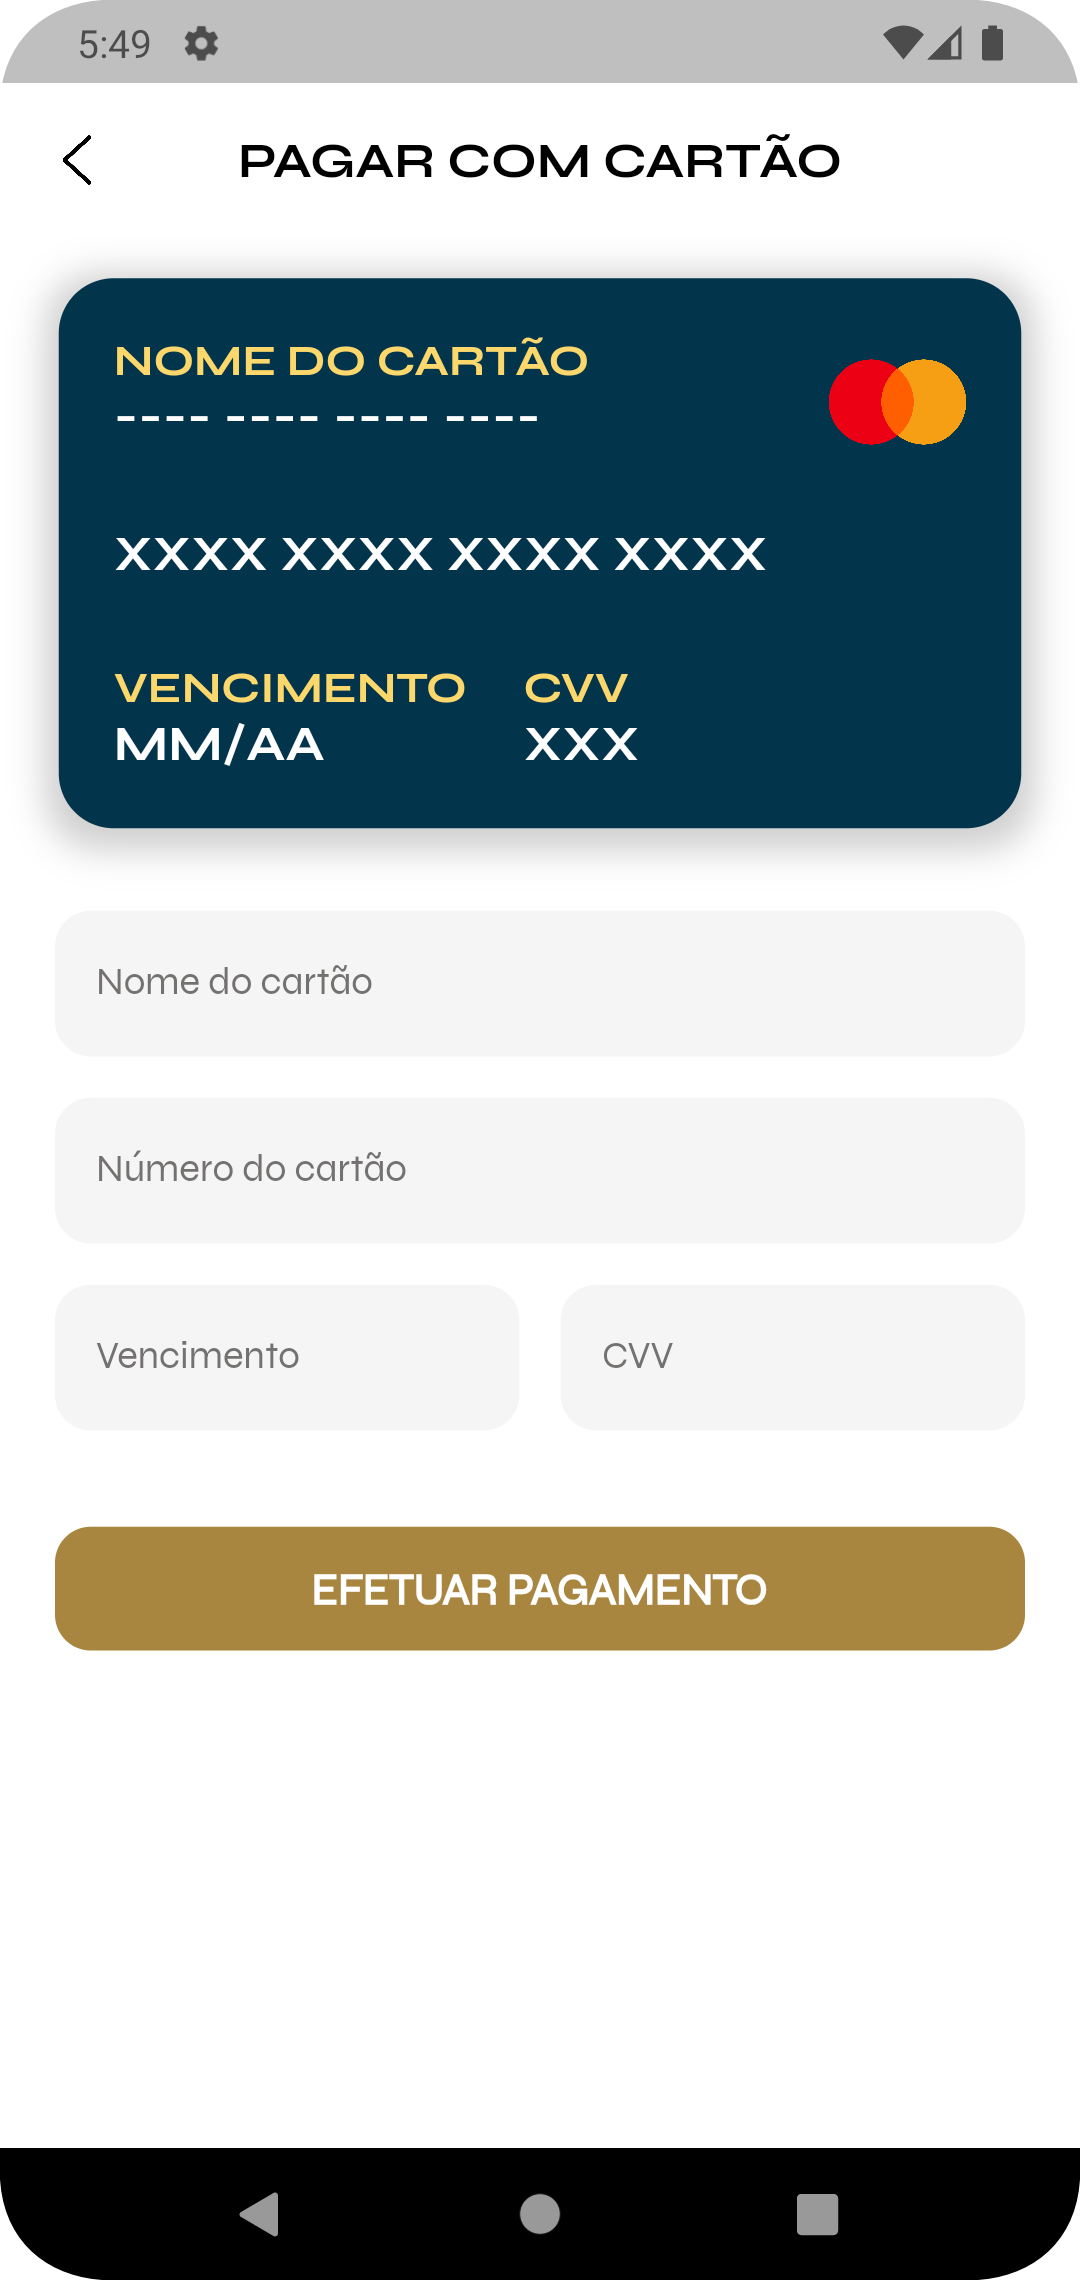 5:49
PAGAR COM CARTÃO
NOME DO CARTÃO
---- ---- ---- ----
XXXX XXXX XXXX XXXX
VENCIMENTO CVV
MM/AA XXX
Nome do cartão
Número do cartão
Vencimento CVV
EFETUAR PAGAMENTO